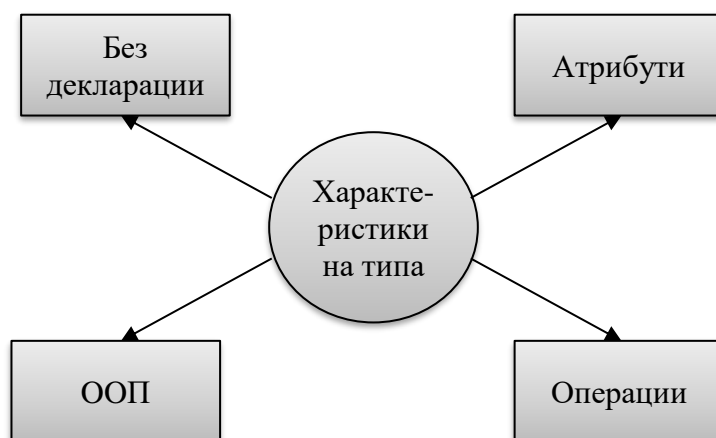 Без
декларации
Атрибути
Характе-
ристики
на типа
ООП
Операции